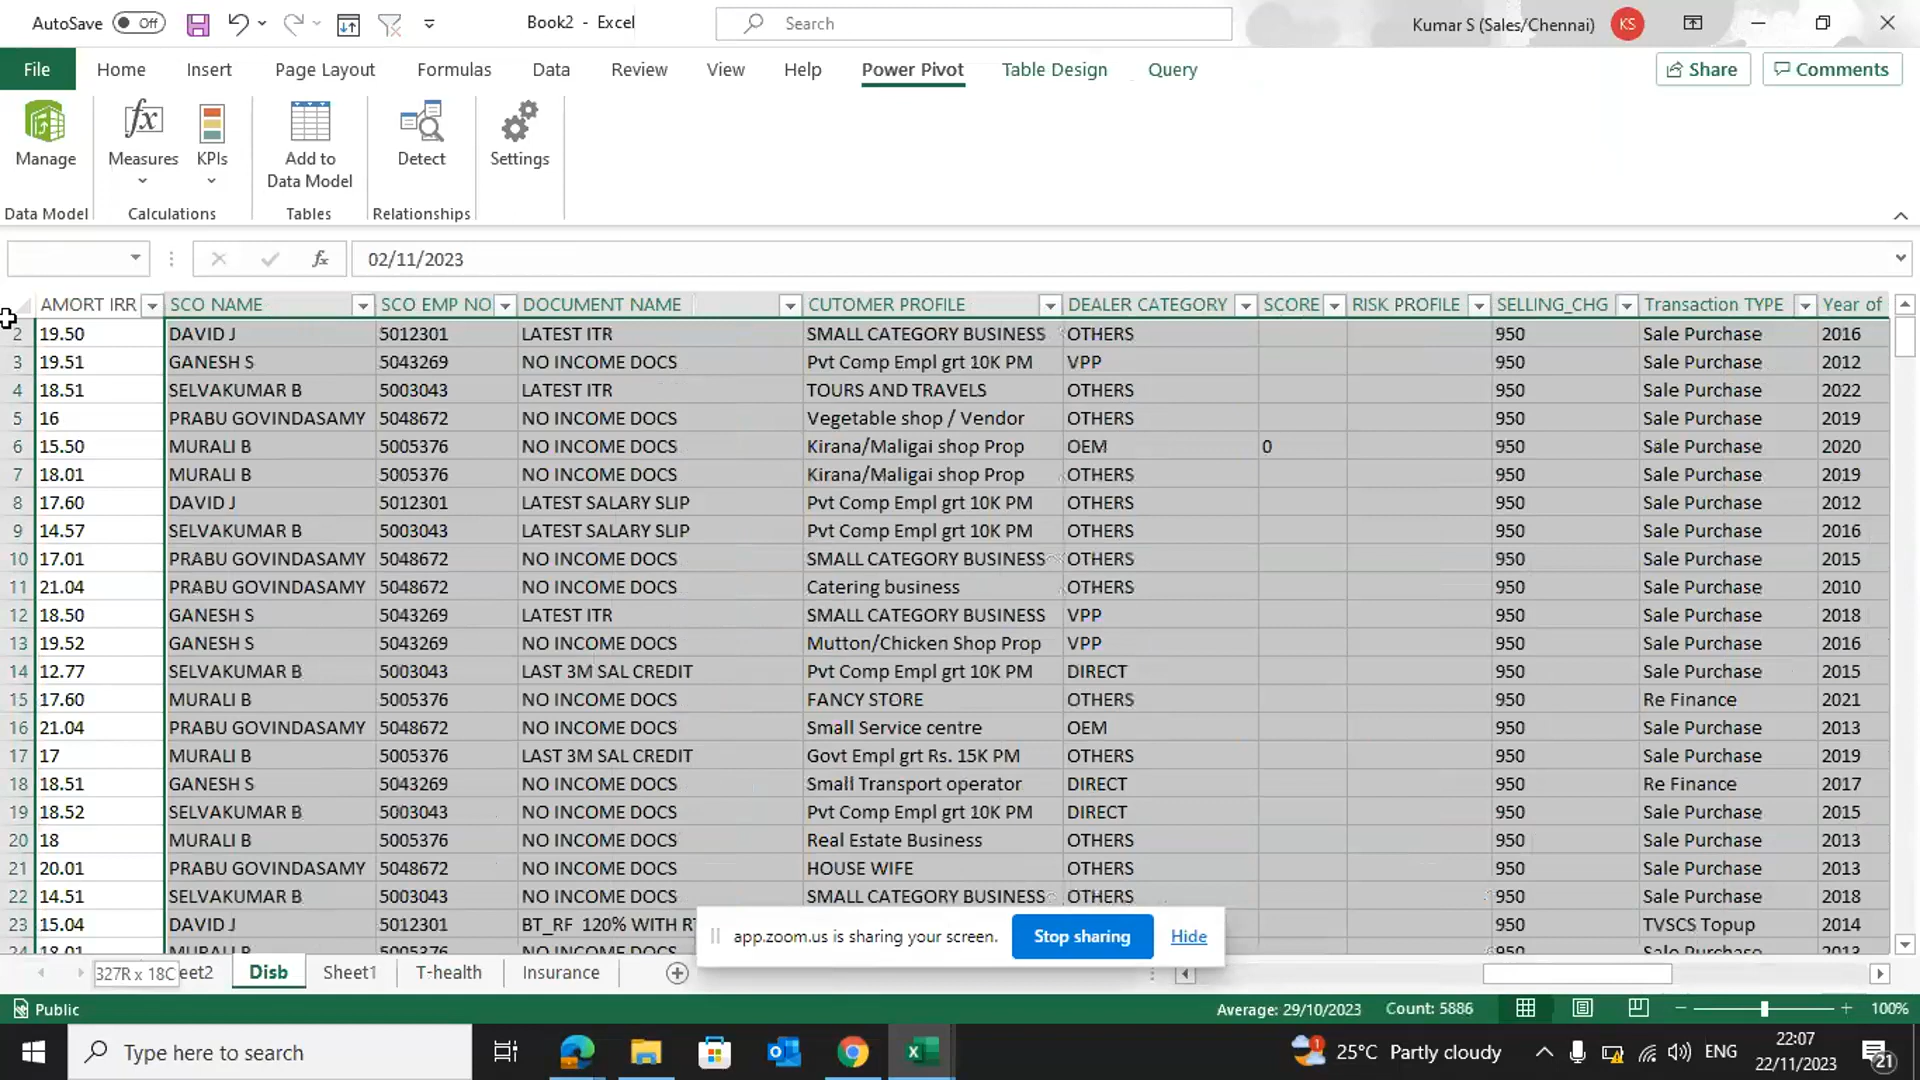 AutoSave Off Book2 - Excel Search Kumar S (Sales/Chennai) KS
File Home Insert Page Layout Formulas Data Review View Help Power Pivot Table Design Query Share Comments
Manage Measures KPIs Add to Data Model Detect Settings
Data Model Calculations Tables Relationships
fx 02/11/2023
AMORT IRR SCO NAME SCO EMP NO DOCUMENT NAME CUTOMER PROFILE DEALER CATEGORY SCORE RISK PROFILE SELLING_CHG Transaction TYPE Year of
2 19.50 DAVID J 5012301 LATEST ITR SMALL CATEGORY BUSINESS OTHERS 950 Sale Purchase 2016
3 19.51 GANESH S 5043269 NO INCOME DOCS Pvt Comp Empl grt 10K PM VPP 950 Sale Purchase 2012
4 18.51 SELVAKUMAR B 5003043 LATEST ITR TOURS AND TRAVELS OTHERS 950 Sale Purchase 2022
5 16 PRABU GOVINDASAMY 5048672 NO INCOME DOCS Vegetable shop / Vendor OTHERS 950 Sale Purchase 2019
6 15.50 MURALI B 5005376 NO INCOME DOCS Kirana/Maligai shop Prop OEM 0 950 Sale Purchase 2020
7 18.01 MURALI B 5005376 NO INCOME DOCS Kirana/Maligai shop Prop OTHERS 950 Sale Purchase 2019
8 17.60 DAVID J 5012301 LATEST SALARY SLIP Pvt Comp Empl grt 10K PM OTHERS 950 Sale Purchase 2012
9 14.57 SELVAKUMAR B 5003043 LATEST SALARY SLIP Pvt Comp Empl grt 10K PM OTHERS 950 Sale Purchase 2016
10 17.01 PRABU GOVINDASAMY 5048672 NO INCOME DOCS SMALL CATEGORY BUSINESS OTHERS 950 Sale Purchase 2015
11 21.04 PRABU GOVINDASAMY 5048672 NO INCOME DOCS Catering business OTHERS 950 Sale Purchase 2010
12 18.50 GANESH S 5043269 LATEST ITR SMALL CATEGORY BUSINESS VPP 950 Sale Purchase 2018
13 19.52 GANESH S 5043269 NO INCOME DOCS Mutton/Chicken Shop Prop VPP 950 Sale Purchase 2016
14 12.77 SELVAKUMAR B 5003043 LAST 3M SAL CREDIT Pvt Comp Empl grt 10K PM DIRECT 950 Sale Purchase 2015
15 17.60 MURALI B 5005376 NO INCOME DOCS FANCY STORE OTHERS 950 Re Finance 2021
16 21.04 PRABU GOVINDASAMY 5048672 NO INCOME DOCS Small Service centre OEM 950 Sale Purchase 2013
17 17 MURALI B 5005376 LAST 3M SAL CREDIT Govt Empl grt Rs. 15K PM OTHERS 950 Sale Purchase 2019
18 18.51 GANESH S 5043269 NO INCOME DOCS Small Transport operator DIRECT 950 Re Finance 2017
19 18.52 SELVAKUMAR B 5003043 NO INCOME DOCS Pvt Comp Empl grt 10K PM DIRECT 950 Sale Purchase 2015
20 18 MURALI B 5005376 NO INCOME DOCS Real Estate Business OTHERS 950 Sale Purchase 2013
21 20.01 PRABU GOVINDASAMY 5048672 NO INCOME DOCS HOUSE WIFE OTHERS 950 Sale Purchase 2013
22 14.51 SELVAKUMAR B 5003043 NO INCOME DOCS SMALL CATEGORY BUSINESS OTHERS 950 Sale Purchase 2018
23 15.04 DAVID J 5012301 BT_RF 120% WITH 950 TVSCS Topup 2014
24 18.01 MURALI B 5005376 NO INCOME DOCS 950 Sale Purchase 2013
app.zoom.us is sharing your screen. Stop sharing Hide
327R x 18C eet2 Disb Sheet1 T-health Insurance
Public Average: 29/10/2023 Count: 5886 100%
Type here to search 1 25°C Partly cloudy ENG 22:07
22/11/2023 21